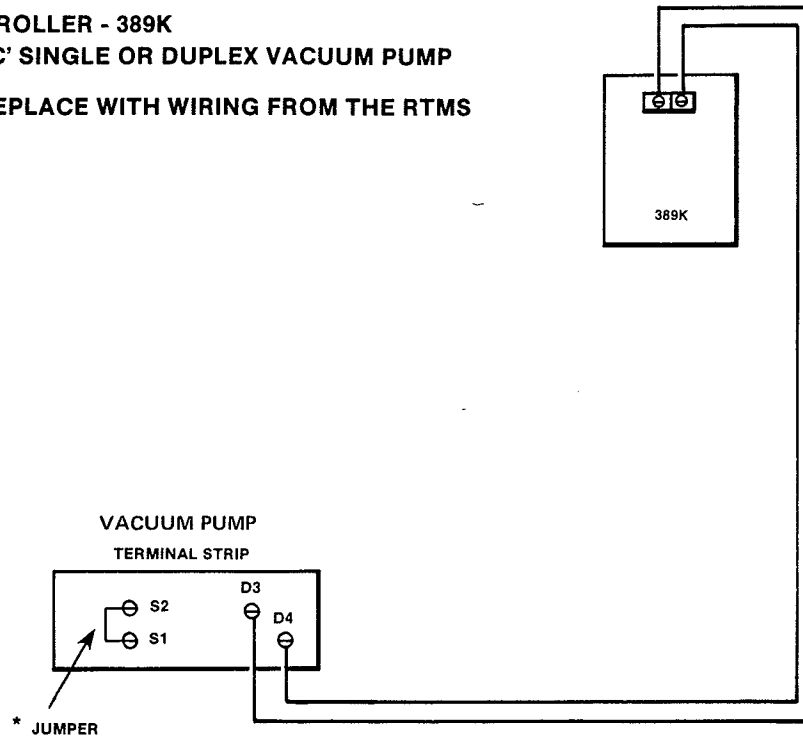 ROLLER - 389K
C' SINGLE OR DUPLEX VACUUM PUMP
EPLACE WITH WIRING FROM THE RTMS
389K
VACUUM PUMP
TERMINAL STRIP
D3
S2
D4
S1
* JUMPER